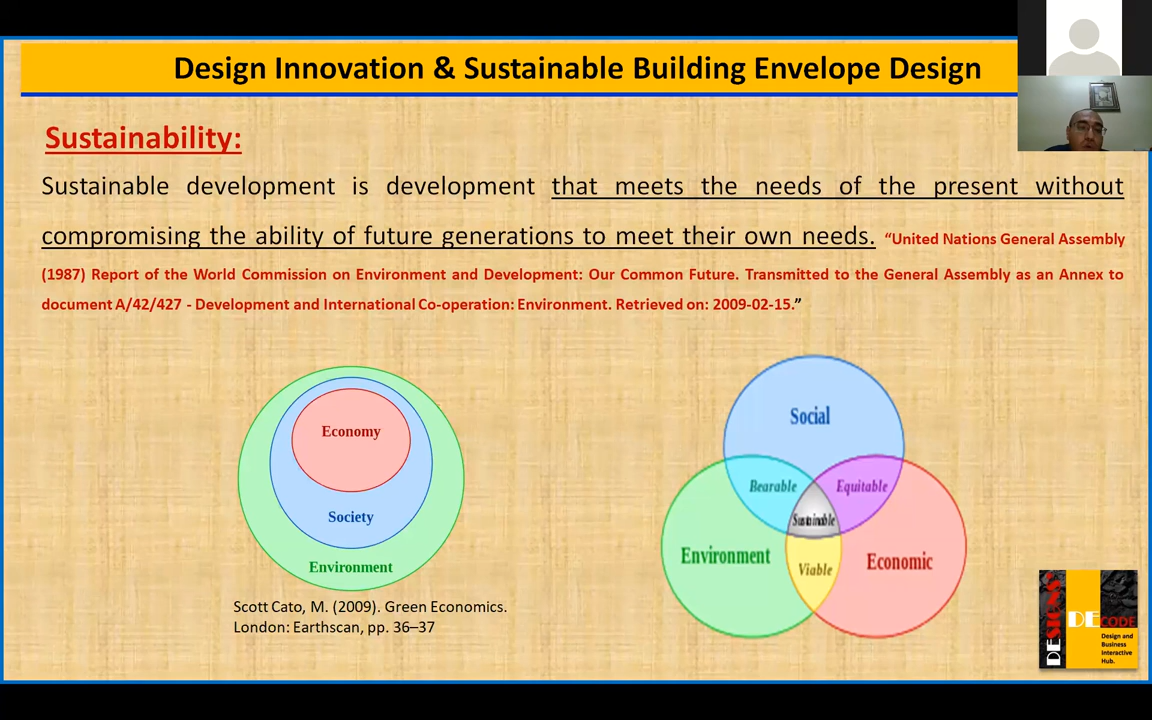 Design Innovation & Sustainable Building Envelope Design
Sustainability:
Sustainable development is development that meets the needs of the present without
compromising the ability of future generations to meet their own needs. “United Nations General Assembly
(1987) Report of the World Commission on Environment and Development: Our Common Future. Transmitted to the General Assembly as an Annex to
document A/42/427 - Development and International Co-operation: Environment. Retrieved on: 2009-02-15.”
Economy
Society
Environment
Scott Cato, M. (2009). Green Economics.
London: Earthscan, pp. 36–37
Social
Bearable
Equitable
Sustainable
Environment
Viable
Economic
DESIGNS
DECODE
Design and
Business
Interactive
Hub.